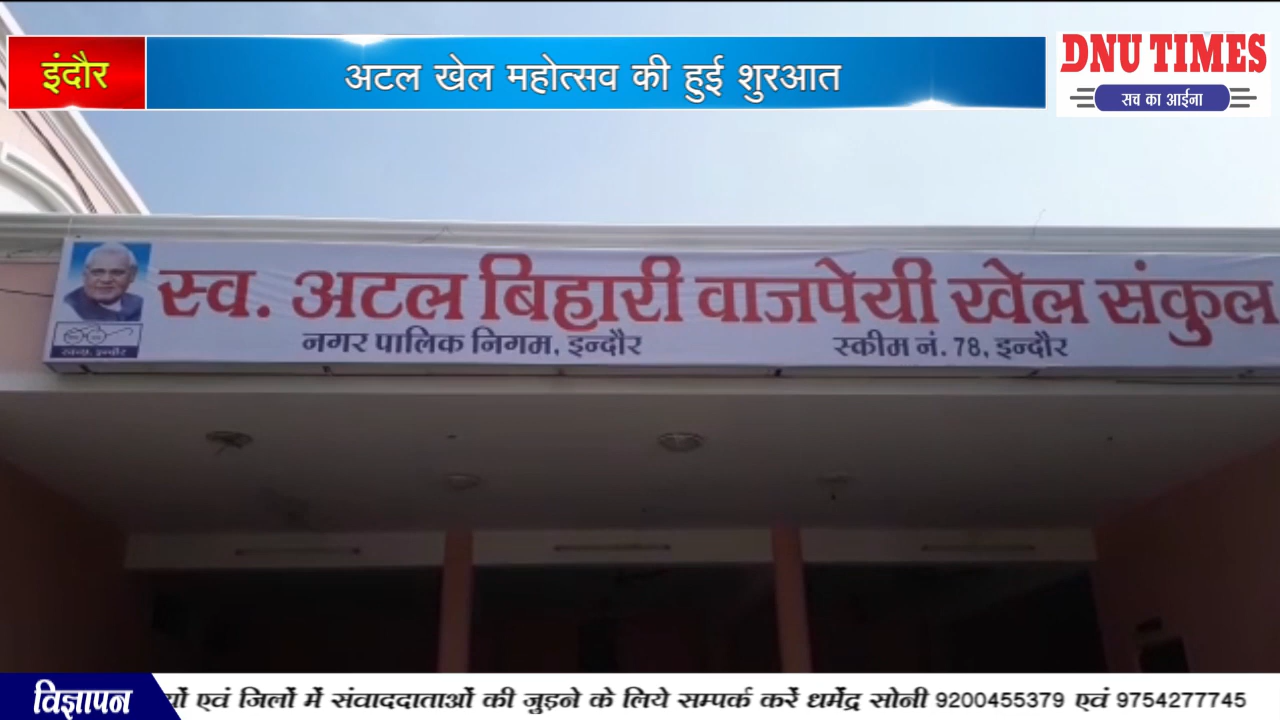 इंदौर
अटल खेल महोत्सव की हुई शुरआत
DNU TIMES
सच का आईना
स्व. अटल बिहारी वाजपेयी खेल संकुल
नगर पालिक निगम, इन्दौर
स्कीम नं. 78, इन्दौर
विज्ञापन
एवं जिलों में संवाददाताओं की जुड़ने के लिये सम्पर्क करें धर्मेद्र सोनी 9200455379 एवं 9754277745